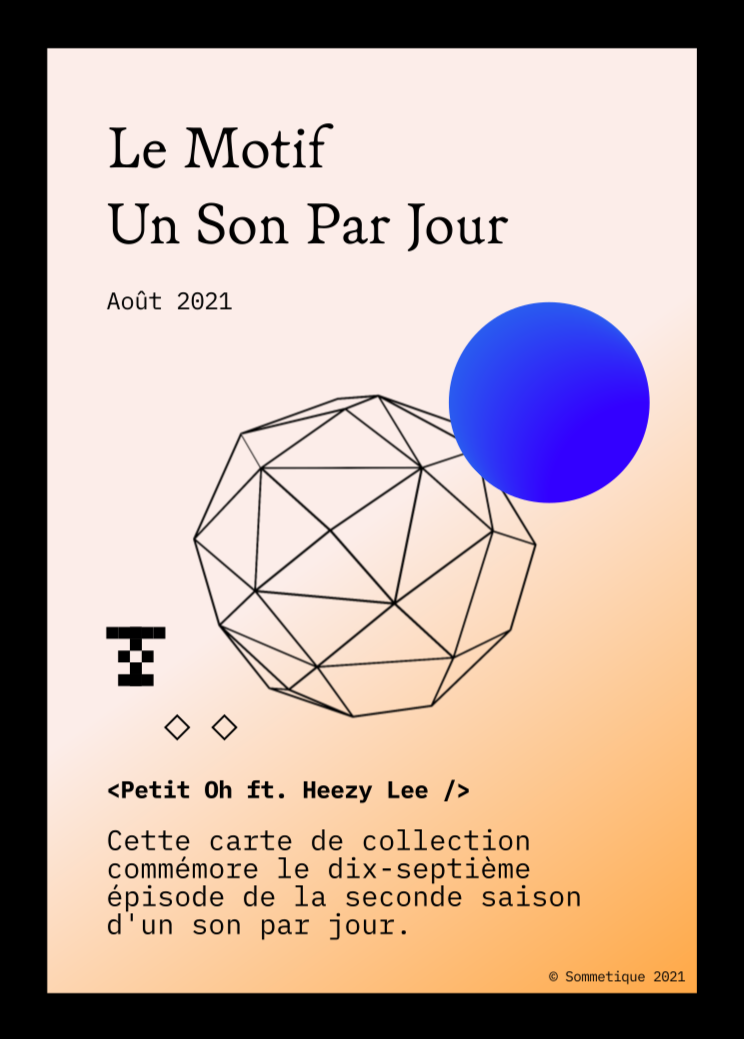 Le Motif
Un Son Par Jour
Août 2021
<Petit Oh ft. Heezy Lee />
Cette carte de collection
commémore le dix-septième
épisode de la seconde saison
d'un son par jour.
© Sommetique 2021